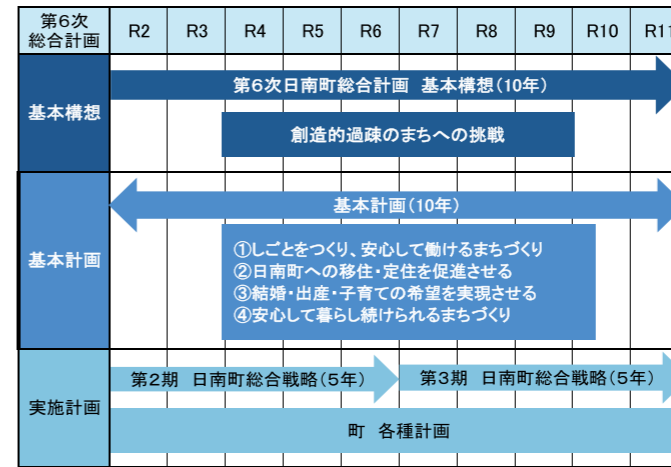 第6次
総合計画
R2 R3 R4 R5 R6 R7 R8 R9 R10 R11
基本構想
第6次日南町総合計画 基本構想(10年)
創造的過疎のまちへの挑戦
基本計画
基本計画(10年)
①しごとをつくり、安心して働けるまちづくり
②日南町への移住・定住を促進させる
③結婚・出産・子育ての希望を実現させる
④安心して暮らし続けられるまちづくり
実施計画
第2期 日南町総合戦略(5年) 第3期 日南町総合戦略(5年)
町 各種計画